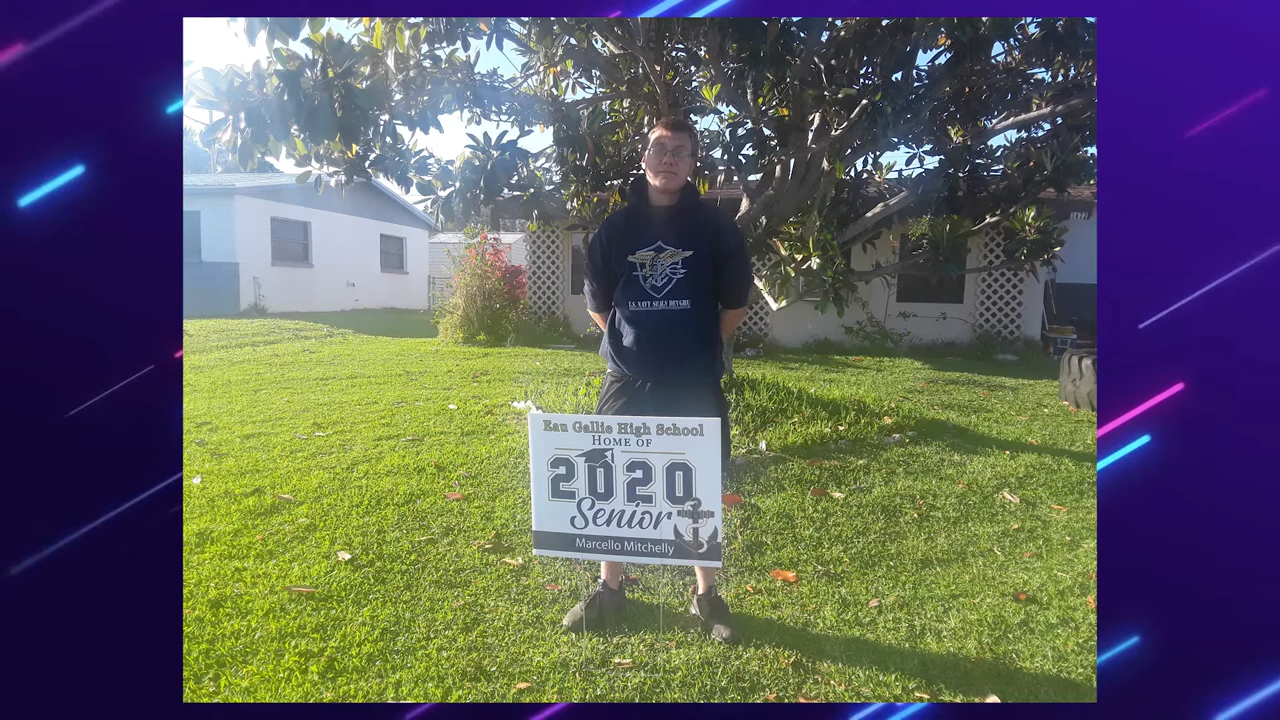 U.S. NAVY SEALS DEVGRU
Eau Gallie High School
HOME OF
2020
Senior
Marcello Mitchelly